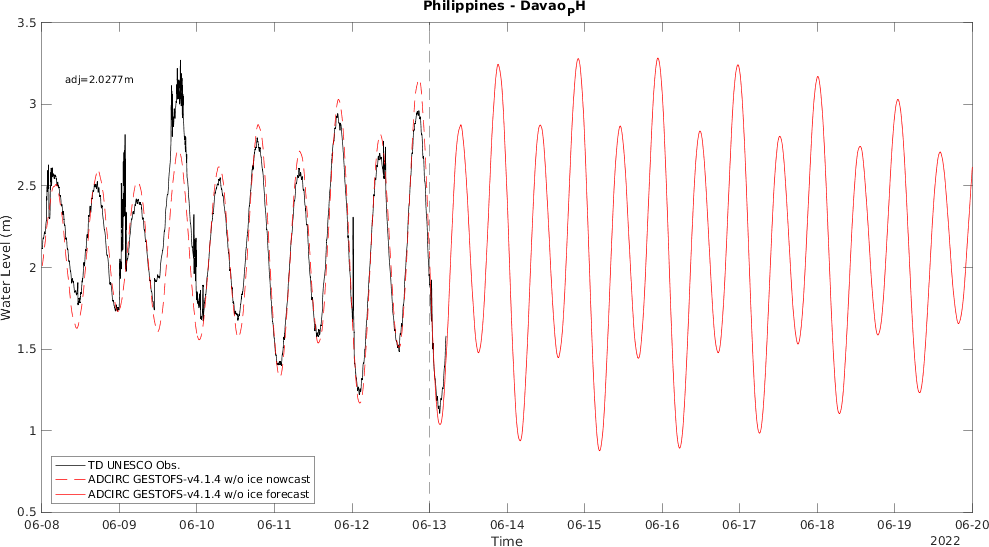 Philippines - DavaopH
adj=2.0277m
Water Level (m)
3.5
3
2.5
2
1.5
1
0.5
TD UNESCO Obs.
ADCIRC GESTOFS-v4.1.4 w/o ice nowcast
ADCIRC GESTOFS-v4.1.4 w/o ice forecast
06-08 06-09 06-10 06-11 06-12 06-13 06-14 06-15 06-16 06-17 06-18 06-19 06-20
Time
2022